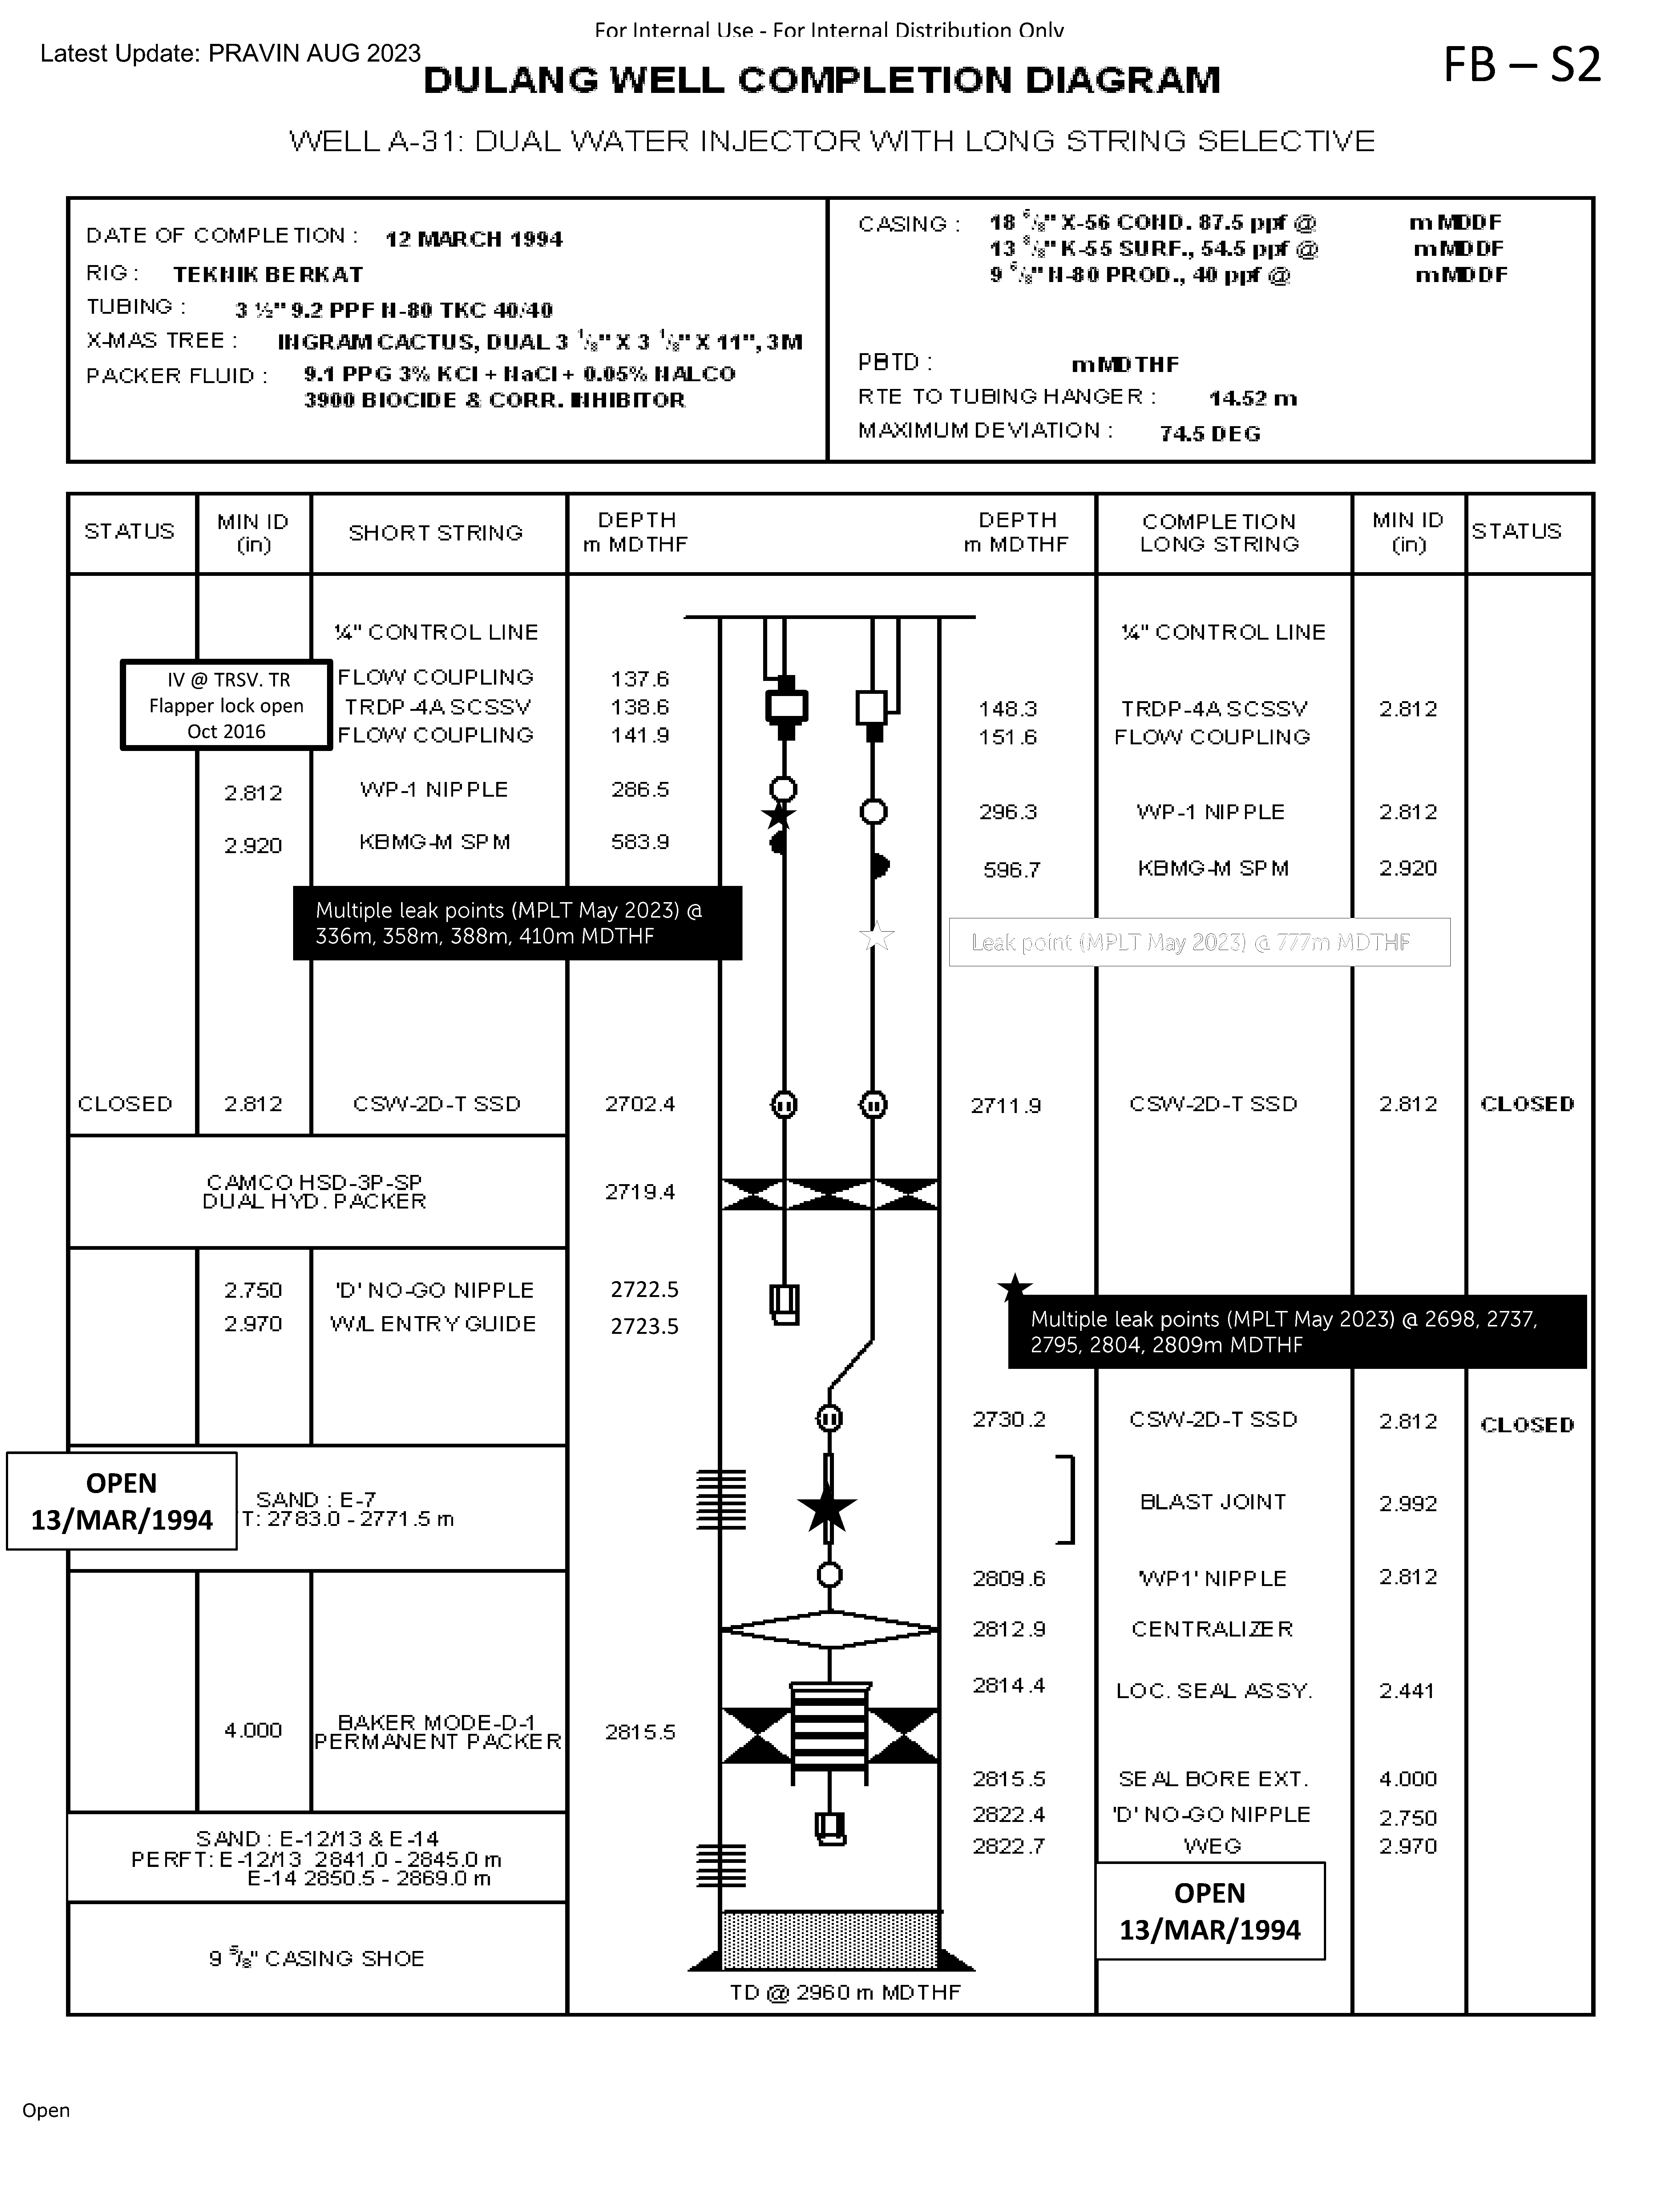 For Internal Use - For Internal Distribution Only
Latest Update: PRAVIN AUG 2023
FB – S2
DULANG WELL COMPLETION DIAGRAM
WELL A-31: DUAL WATER INJECTOR WITH LONG STRING SELECTIVE
DATE OF COMPLETION : 12 MARCH 1994
RIG : TEKNIK BERKAT
TUBING : 3 ½" 9.2 PPF N-80 TKC 40/40
X-MAS TREE : INGRAM CACTUS, DUAL 3 1/8" X 3 1/8" X 11", 3M
PACKER FLUID : 9.1 PPG 3% KCl + NaCl + 0.05% NALCO
3900 BIOCIDE & CORR. INHIBITOR
CASING : 18 5/8" X-56 COND. 87.5 ppf @ m MDDF
13 /8" K-55 SURF., 54.5 ppf @ m MDDF
9 5/8" N-80 PROD., 40 ppf @ m MDDF
PBTD : m MDTHF
RTE TO TUBING HANGER : 14.52 m
MAXIMUM DEVIATION : 74.5 DEG
STATUS MIN ID (in) SHORT STRING DEPTH m MDTHF DEPTH m MDTHF COMPLETION LONG STRING MIN ID (in) STATUS
¼" CONTROL LINE ¼" CONTROL LINE
IV @ TRSV. TR
Flapper lock open
Oct 2016
FLOW COUPLING 137.6
TRDP-4A SCSSV 138.6 148.3 TRDP-4A SCSSV 2.812
FLOW COUPLING 141.9 151.6 FLOW COUPLING
2.812 WP-1 NIPPLE 286.5 296.3 WP-1 NIPPLE 2.812
2.920 KBMG-M SPM 583.9 596.7 KBMG-M SPM 2.920
Multiple leak points (MPLT May 2023) @
336m, 358m, 388m, 410m MDTHF
Leak point (MPLT May 2023) @ 777m MDTHF
CLOSED 2.812 CSW-2D-T SSD 2702.4 2711.9 CSW-2D-T SSD 2.812 CLOSED
CAMCO HSD-3P-SP
DUAL HYD. PACKER 2719.4
2.750 'D' NO-GO NIPPLE 2722.5
2.970 W/L ENTRY GUIDE 2723.5
Multiple leak points (MPLT May 2023) @ 2698, 2737,
2795, 2804, 2809m MDTHF
2730.2 CSW-2D-T SSD 2.812 CLOSED
OPEN
13/MAR/1994
SAND : E-7
T: 2783.0 - 2771.5 m
BLAST JOINT 2.992
2809.6 'WP1' NIPPLE 2.812
2812.9 CENTRALIZER
2814.4 LOC. SEAL ASSY. 2.441
4.000 BAKER MODE-D-1
PERMANENT PACKER 2815.5
2815.5 SEAL BORE EXT. 4.000
2822.4 'D' NO-GO NIPPLE 2.750
2822.7 WEG 2.970
SAND : E-12/13 & E-14
PERFT: E-12/13 2841.0 - 2845.0 m
E-14 2850.5 - 2869.0 m
OPEN
13/MAR/1994
9 5/8" CASING SHOE
TD @ 2960 m MDTHF
Open